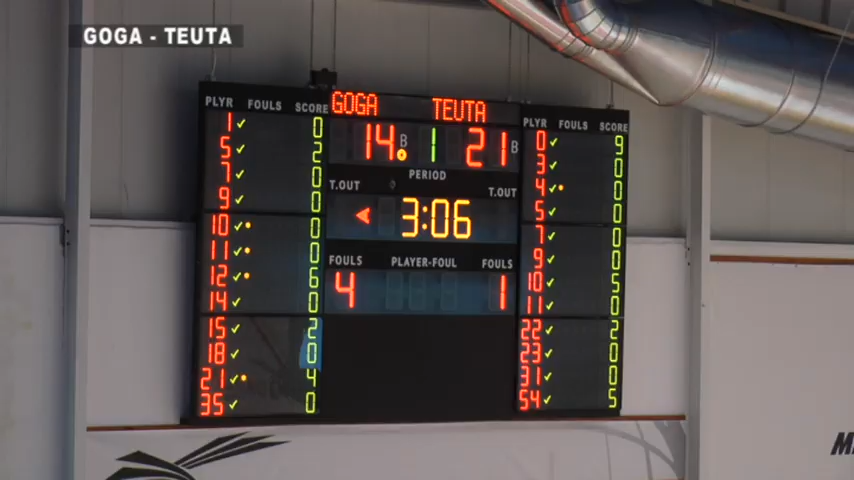 GOGA - TEUTA
PLYR FOULS SCORE
1 ✓ 0
5 ✓ 2
7 ✓ 0
9 ✓ 0
10 ✓ 0
11 ✓ 0
12 ✓ 6
14 ✓ 0
15 ✓ 2
18 ✓ 0
21 ✓ 4
35 ✓ 0
GOGA TEUTA
14 B 1 21 B
PERIOD
T.OUT T.OUT
3:06
FOULS PLAYER-FOUL FOULS
4 1
PLYR FOULS SCORE
0 ✓ 9
3 ✓ 0
4 ✓ 0
5 ✓ 0
7 ✓ 0
9 ✓ 0
10 ✓ 5
11 ✓ 0
22 ✓ 2
23 ✓ 0
31 ✓ 0
54 ✓ 5